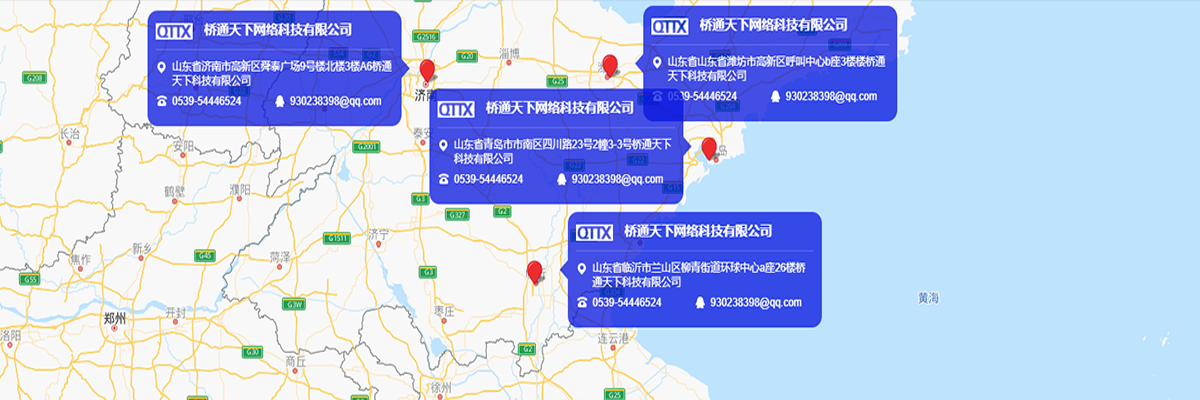 QTTX 桥通天下网络科技有限公司
山东省济南市高新区舜泰广场9号楼北楼3楼A6桥通
天下科技有限公司
0539-54446524 930238398@qq.com
QTTX 桥通天下网络科技有限公司
山东省山东省潍坊市高新区呼叫中心b座3楼楼桥通
天下科技有限公司
0539-54446524 930238398@qq.com
QTTX 桥通天下网络科技有限公司
山东省青岛市市南区四川路23号2幢3-3号桥通天下
科技有限公司
0539-54446524 930238398@qq.com
QTTX 桥通天下网络科技有限公司
山东省临沂市兰山区柳青街道环球中心a座26楼桥
通天下科技有限公司
0539-54446524 930238398@qq.com
G2516
淄博
G20
G208
G25
济南
长治
泰安
安阳
G2001
岛
鹤壁
濮阳
G3
G327
G2
济宁
G1511
新乡
G45
菏泽
焦作
G3
G55
G3W
黄海
郑州
开封
枣庄
洛阳
连云港
G2
G30
商丘
徐州
G25